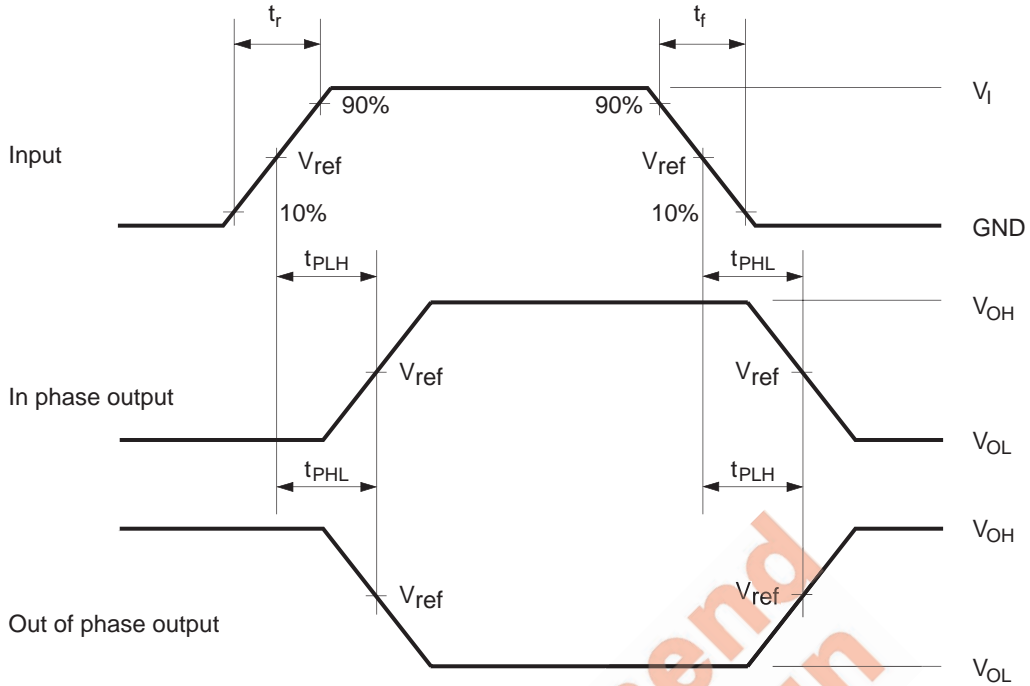 tr
tf
VI
90%
90%
Input
Vref
Vref
10%
10%
GND
tPLH
tPHL
VOH
Vref
Vref
In phase output
VOL
tPHL
tPLH
VOH
Vref
Vref
Out of phase output
VOL